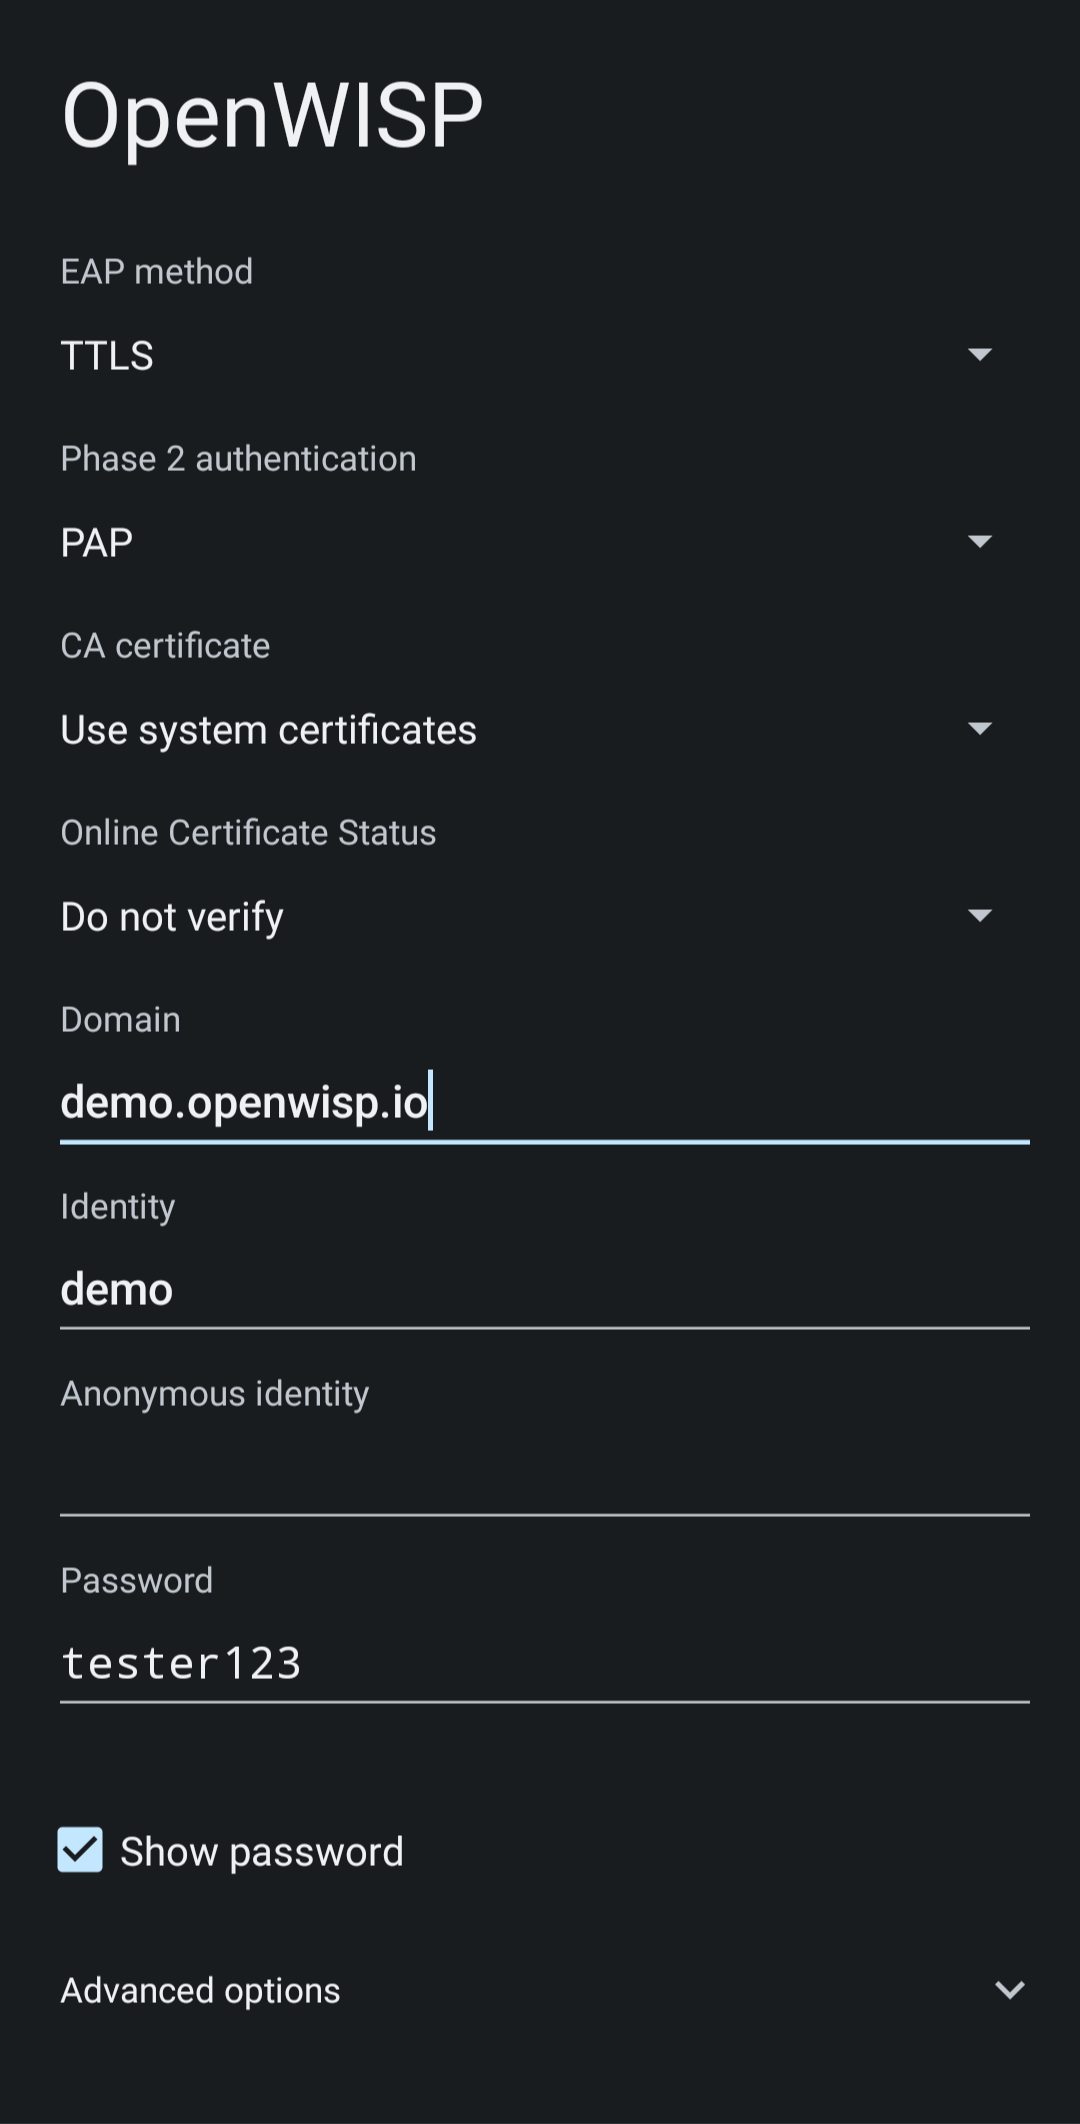 OpenWISP
EAP method
TTLS
Phase 2 authentication
PAP
CA certificate
Use system certificates
Online Certificate Status
Do not verify
Domain
demo.openwisp.io
Identity
demo
Anonymous identity
Password
tester123
Show password
Advanced options